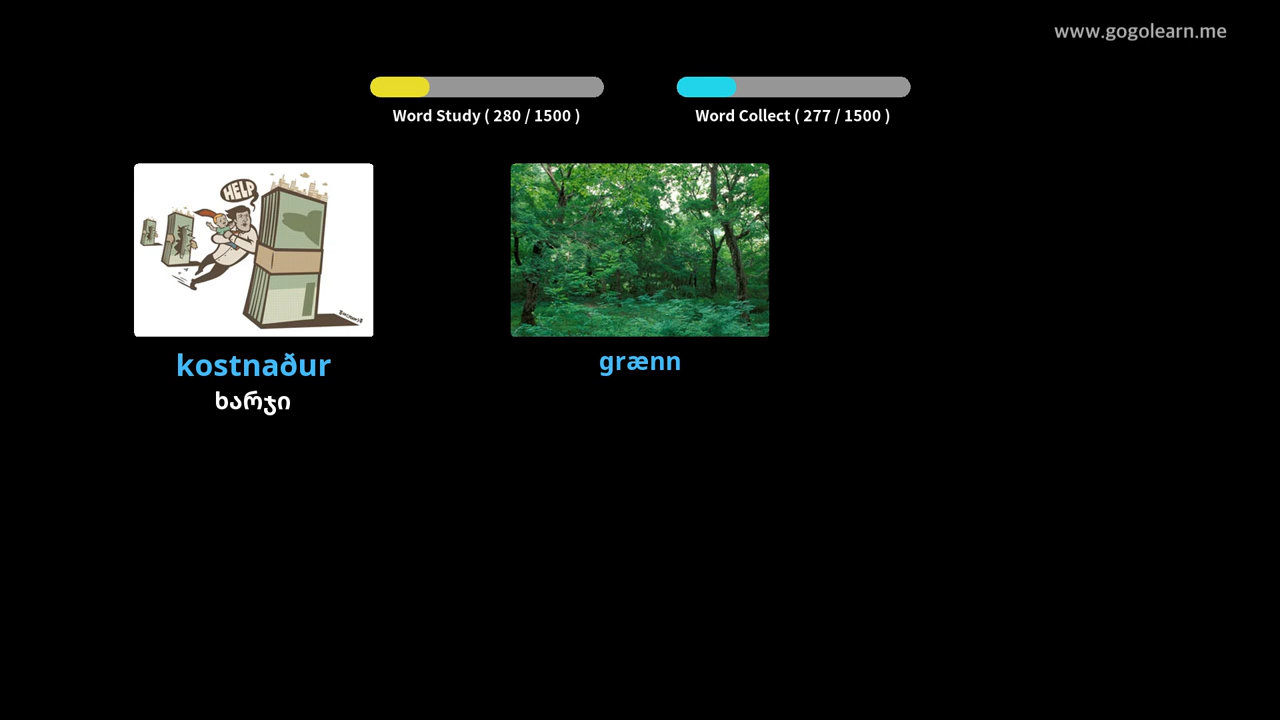 www.gogolearn.me
Word Study ( 280 / 1500 )
Word Collect ( 277 / 1500 )
HELP
kostnaður
ხარჯი
grænn